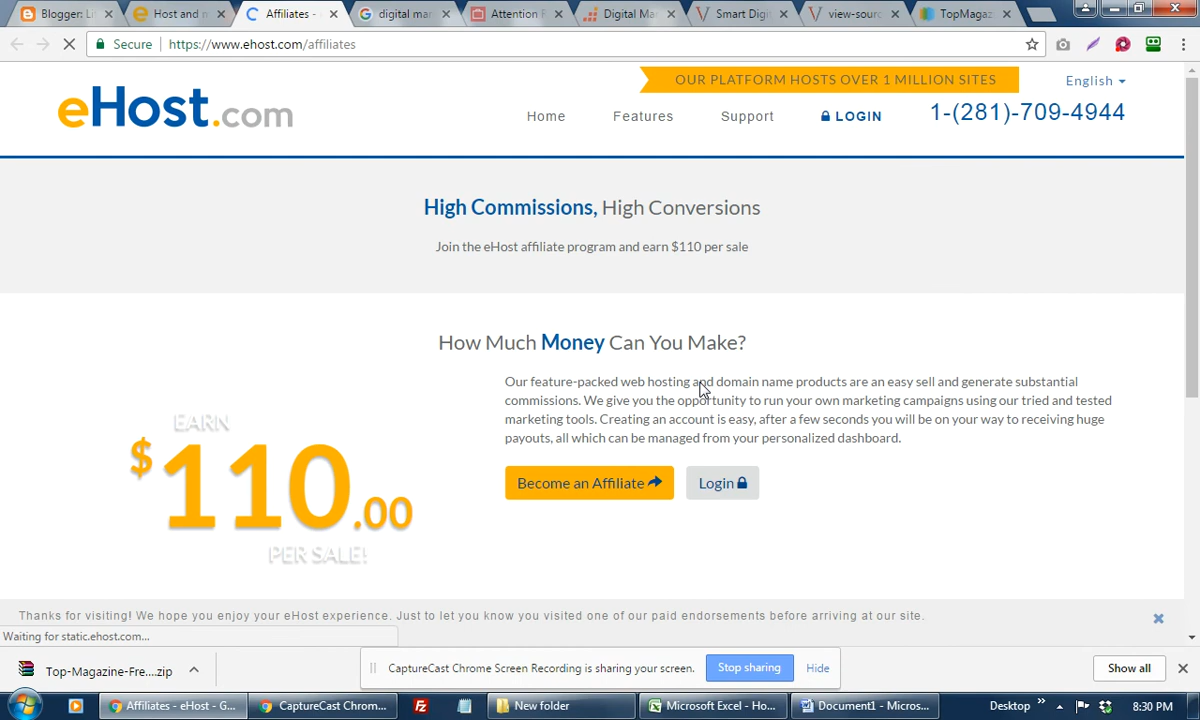 Blogger: L
Host and n
Affiliates -
digital mar
Attention
Digital Ma
Smart Digi
view-sourc
TopMagaz
Secure
https://www.ehost.com/affiliates
OUR PLATFORM HOSTS OVER 1 MILLION SITES
English
eHost.com
Home
Features
Support
LOGIN
1-(281)-709-4944
High Commissions, High Conversions
Join the eHost affiliate program and earn $110 per sale
How Much Money Can You Make?
Our feature-packed web hosting and domain name products are an easy sell and generate substantial
commissions. We give you the opportunity to run your own marketing campaigns using our tried and tested
marketing tools. Creating an account is easy, after a few seconds you will be on your way to receiving huge
payouts, all which can be managed from your personalized dashboard.
EARN
$110.00
PER SALE!
Become an Affiliate
Login
Thanks for visiting! We hope you enjoy your eHost experience. Just to let you know you visited one of our paid endorsements before arriving at our site.
Waiting for static.ehost.com...
Top-Magazine-Fre....zip
CaptureCast Chrome Screen Recording is sharing your screen.
Stop sharing
Hide
Show all
Affiliates - eHost - G...
CaptureCast Chrom...
New folder
Microsoft Excel - Ho...
Document1 - Micros...
Desktop
8:30 PM